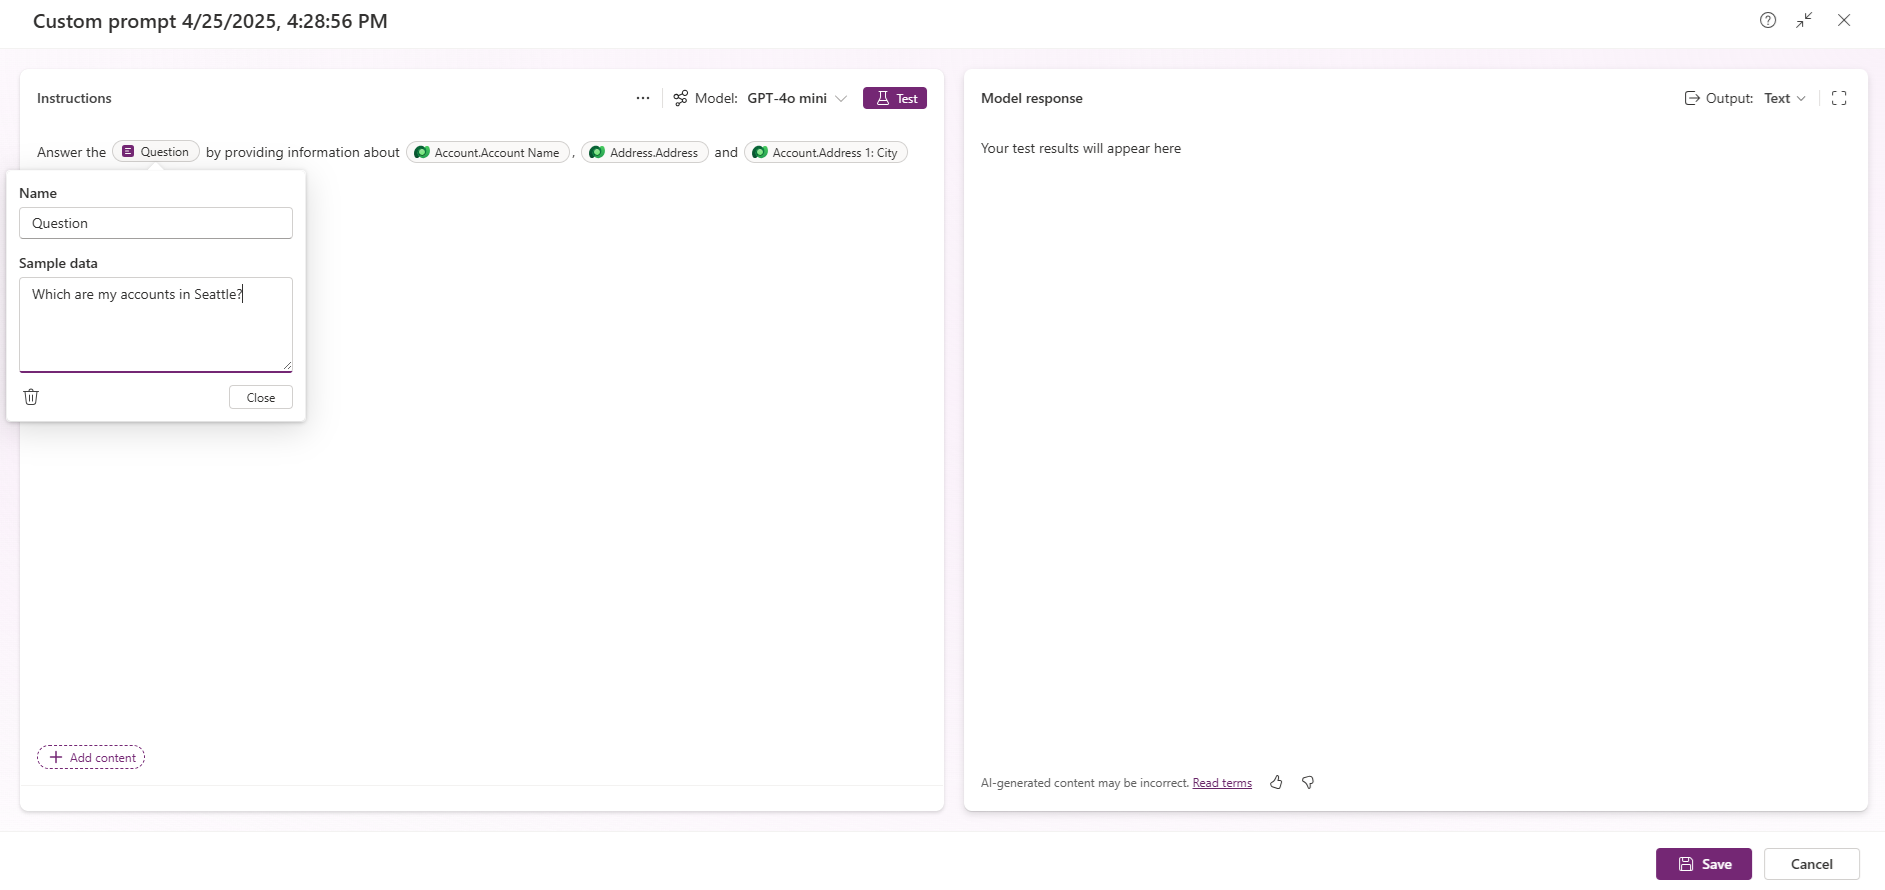 Custom prompt 4/25/2025, 4:28:56 PM
Instructions
Model: GPT-4o mini
Test
Answer the Question by providing information about Account.Account Name , Address.Address and Account.Address 1: City
Name
Question
Sample data
Which are my accounts in Seattle?
Close
Add content
Model response
Output: Text
Your test results will appear here
AI-generated content may be incorrect. Read terms
Save
Cancel